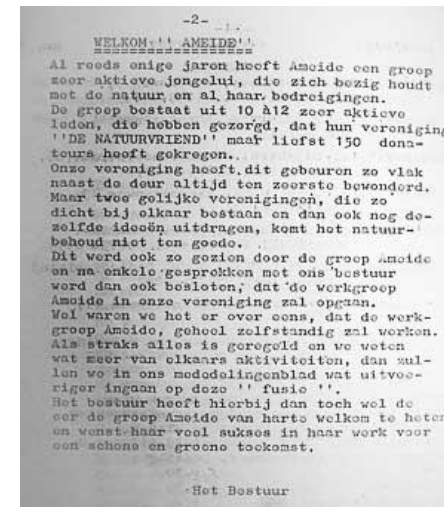 -2-
WELKOM '' AMEIDE''
Al reeds enige jaren heeft Ameide een groep
zeer aktieve jongelui, die zich bezig houdt
met de natuur en al haar bedreigingen.
De groep bestaat uit 10 à12 zeer aktieve
leden, die hebben gezorgd, dat hun vereniging
''DE NATUURVRIEND'' maar liefst 150 dona-
teurs heeft gekregen.
Onze vereniging heeft dit gebeuren zo vlak
naast de deur altijd ten zeerste bewonderd.
Maar twee gelijke verenigingen, die zo
dicht bij elkaar bestaan en dan ook nog de-
zelfde ideeën uitdragen, komt het natuur-
behoud niet ten goede.
Dit werd ook zo gezien door de groep Ameide
en na enkele gesprekken met ons bestuur
werd dan ook besloten, dat de werkgroep
Ameide in onze vereniging zal opgaan.
Wel waren we het er over eens, dat de werk-
groep Ameide, geheel zelfstandig zal werken.
Als straks alles is geregeld en we weten
wat meer van elkaars aktiviteiten, dan zul-
len we in ons mededelingenblad wat uitvoe-
riger ingaan op deze '' fusie ''.
Het bestuur heeft hierbij dan toch wel de
eer de groep Ameide van harte welkom te heten
en wenst haar veel sukses in haar werk voor
een schone en groene toekomst.
Het Bestuur